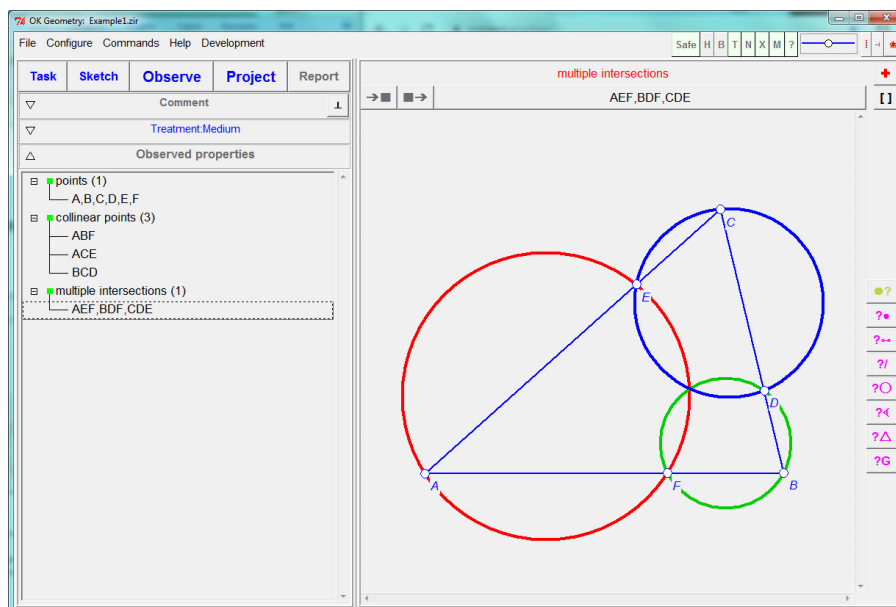 OK Geometry: Example1.zir
File Configure Commands Help Development
Safe H B T N X M ?
Task Sketch Observe Project Report
Comment
Treatment:Medium
Observed properties
points (1)
A,B,C,D,E,F
collinear points (3)
ABF
ACE
BCD
multiple intersections (1)
AEF,BDF,CDE
multiple intersections
AEF,BDF,CDE
[ ]
C
E
D
A
F
B
?
?
?
?/
?
?
?
?G